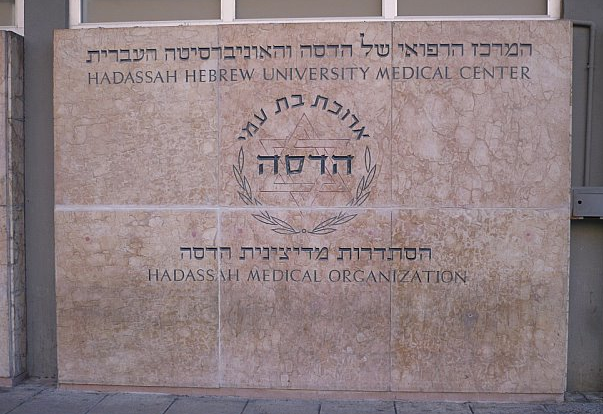 המרכז הרפואי של הדסה והאוניברסיטה העברית
HADASSAH HEBREW UNIVERSITY MEDICAL CENTER
ארוכת בת עמי
הדסה
הסתדרות מדיצינית הדסה
HADASSAH MEDICAL ORGANIZATION